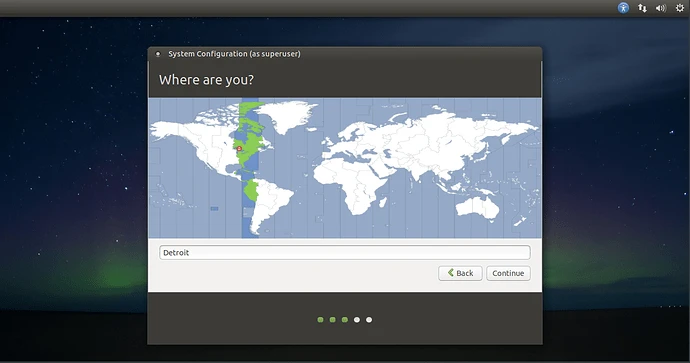 System Configuration (as superuser)
Where are you?
Detroit
Back
Continue